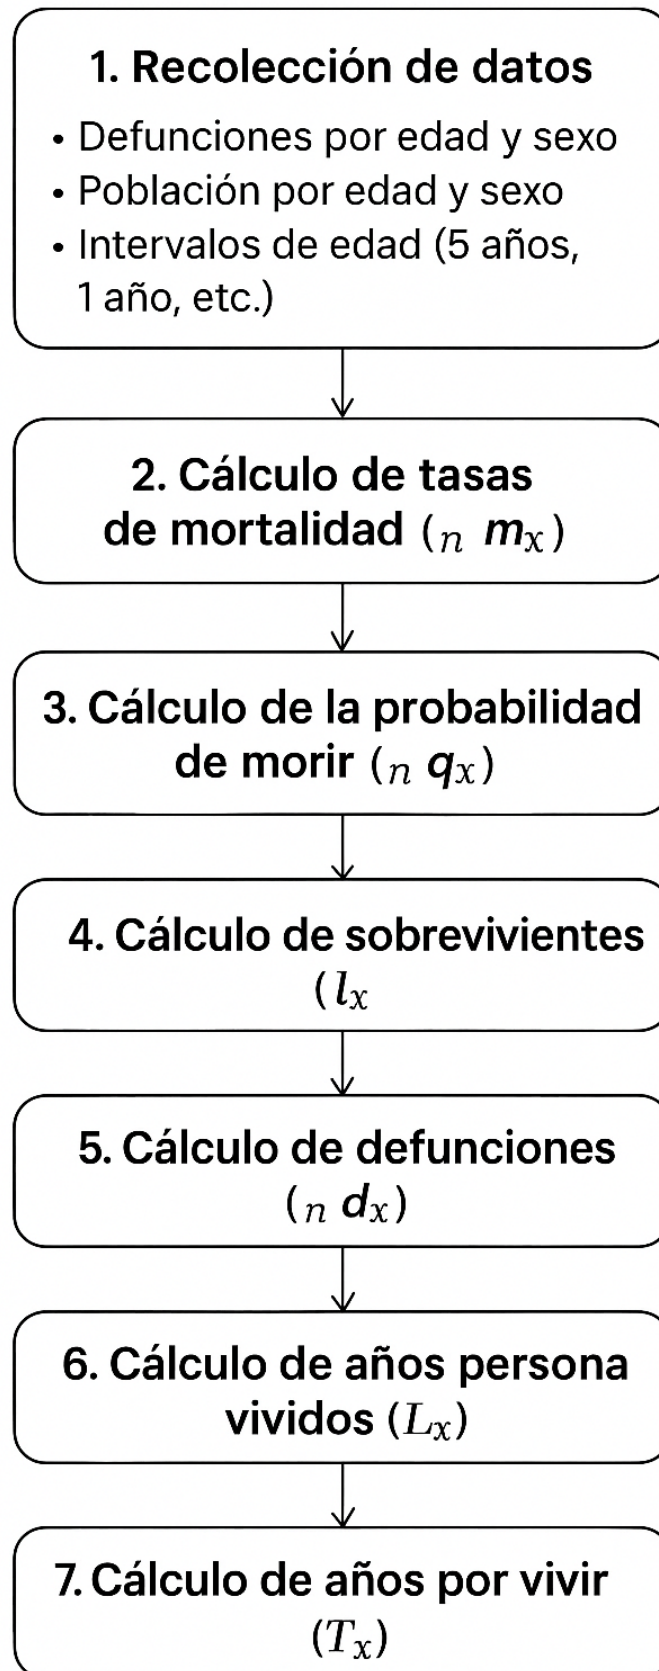 1. Recolección de datos
• Defunciones por edad y sexo
• Población por edad y sexo
• Intervalos de edad (5 años,
1 año, etc.)
2. Cálculo de tasas
de mortalidad (n mx)
3. Cálculo de la probabilidad
de morir (n qx)
4. Cálculo de sobrevivientes
(lx
5. Cálculo de defunciones
(n dx)
6. Cálculo de años persona
vividos (Lx)
7. Cálculo de años por vivir
(Tx)